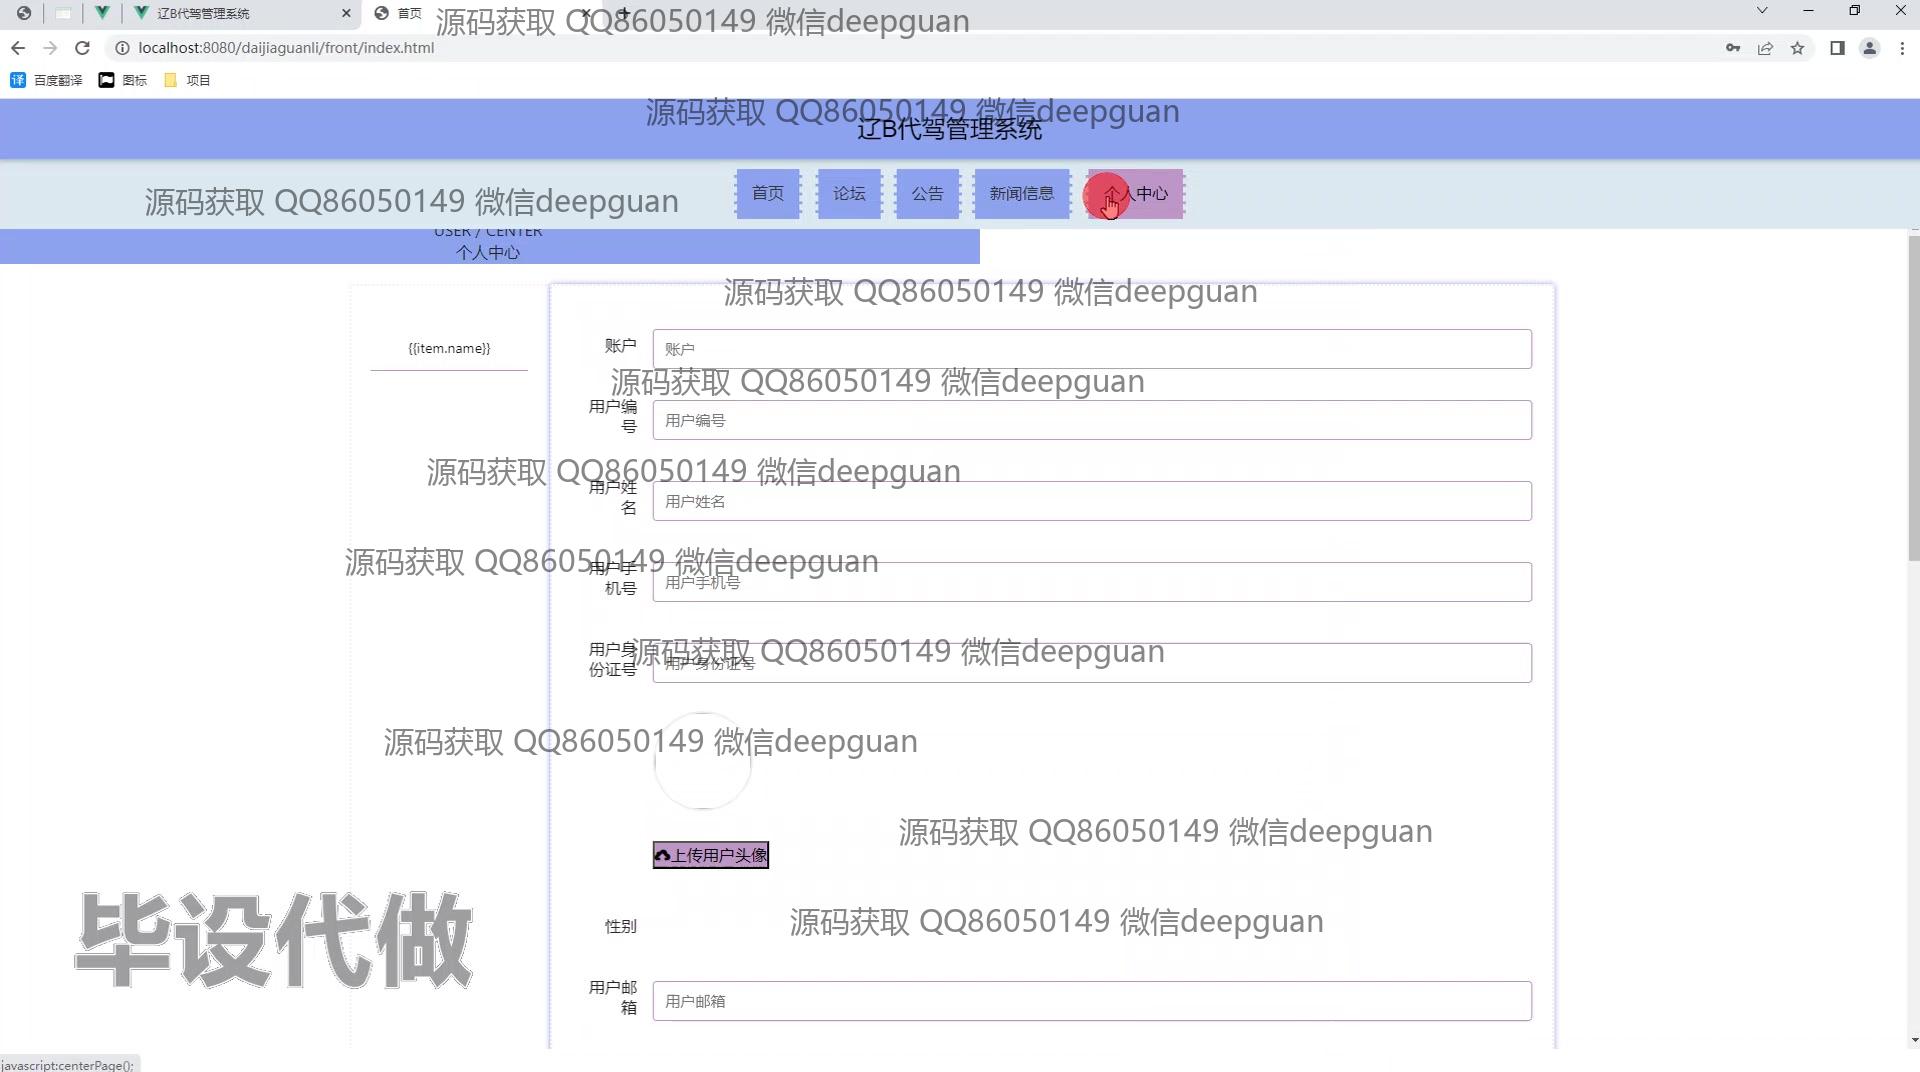 辽B代驾管理系统
首页
源码获取 QQ86050149 微信deepguan
localhost:8080/daijiaguanli/front/index.html
译 百度翻译 图标 项目
源码获取 QQ86050149 微信deepguan
辽B代驾管理系统
源码获取 QQ86050149 微信deepguan
首页 论坛 公告 新闻信息 个人中心
USER / CENTER
个人中心
源码获取 QQ86050149 微信deepguan
{{item.name}}
账户 账户
源码获取 QQ86050149 微信deepguan
用户编号 用户编号
源码获取 QQ86050149 微信deepguan
用户姓名 用户姓名
源码获取 QQ86050149 微信deepguan
用户手机号 用户手机号
源码获取 QQ86050149 微信deepguan
用户身份证号 用户身份证号
源码获取 QQ86050149 微信deepguan
源码获取 QQ86050149 微信deepguan
上传用户头像
毕设代做
性别
源码获取 QQ86050149 微信deepguan
用户邮箱 用户邮箱
javascript:centerPage();